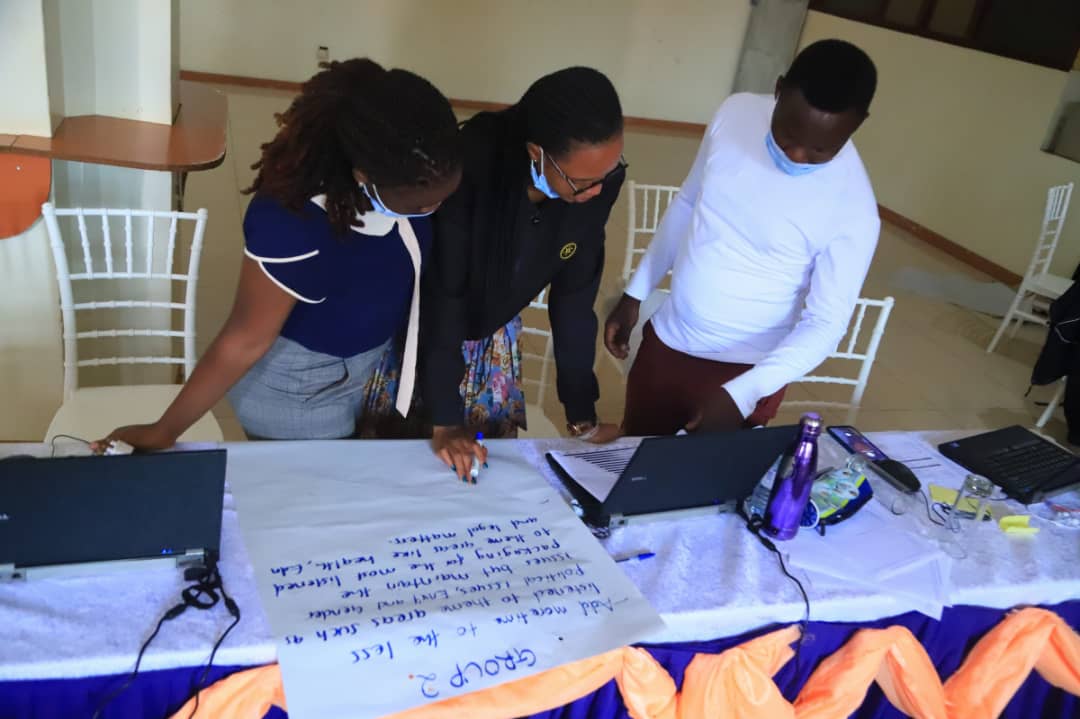 GROUP 2.
- Add more time to the less
listened to theme areas such as
Political issues, Env't and Gender
issues but maintain the
packaging for the most listened
to theme areas like health, Edn
and legal matters.